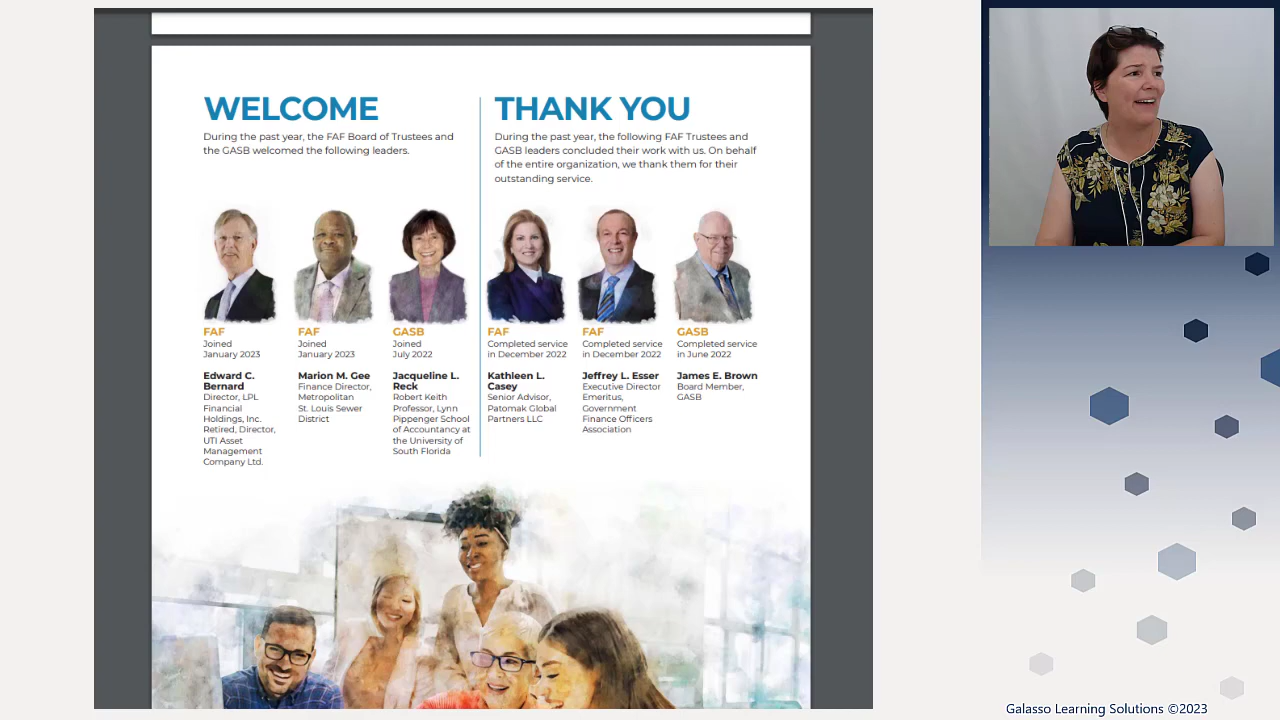 WELCOME
During the past year, the FAF Board of Trustees and
the GASB welcomed the following leaders.
THANK YOU
During the past year, the following FAF Trustees and
GASB leaders concluded their work with us. On behalf
of the entire organization, we thank them for their
outstanding service.
FAF
Joined
January 2023
Edward C.
Bernard
Director, LPL
Financial
Holdings, Inc.
Retired, Director,
UTI Asset
Management
Company Ltd.
FAF
Joined
January 2023
Marion M. Gee
Finance Director,
Metropolitan
St. Louis Sewer
District
GASB
Joined
July 2022
Jacqueline L.
Reck
Robert Keith
Professor, Lynn
Pippenger School
of Accountancy at
the University of
South Florida
FAF
Completed service
in December 2022
Kathleen L.
Casey
Senior Advisor,
Patomak Global
Partners LLC
FAF
Completed service
in December 2022
Jeffrey L. Esser
Executive Director
Emeritus,
Government
Finance Officers
Association
GASB
Completed service
in June 2022
James E. Brown
Board Member,
GASB
Galasso Learning Solutions ©2023